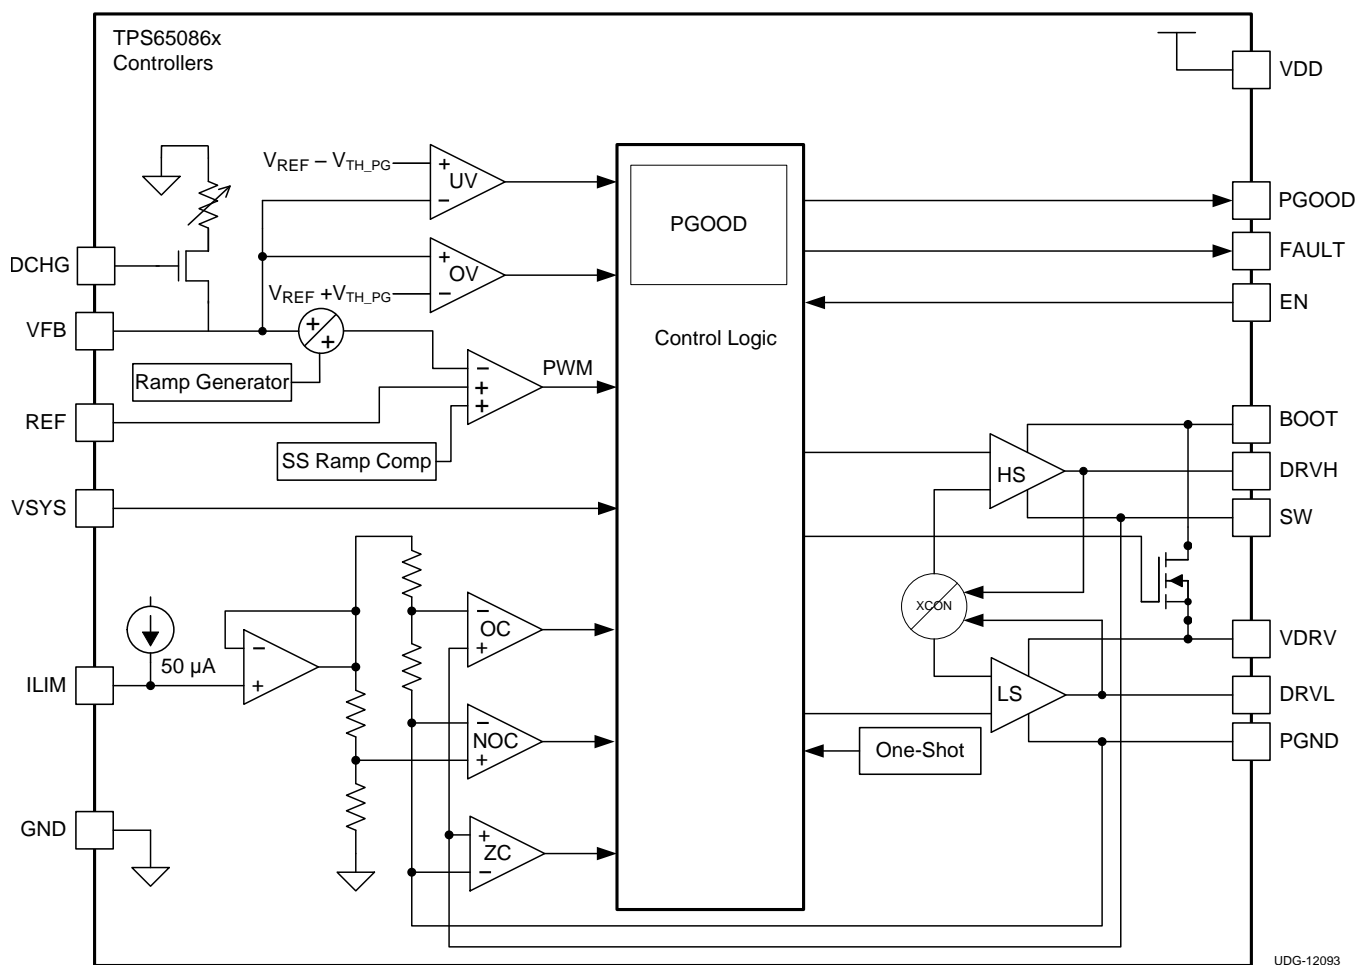 TPS65086x
Controllers
VDD
VREF – VTH_PG
+
UV
−
PGOOD
PGOOD
DCHG
+
OV
−
FAULT
VREF +VTH_PG
EN
VFB
+
+
Control Logic
Ramp Generator
−
+
+
PWM
REF
BOOT
SS Ramp Comp
HS
DRVH
VSYS
SW
XCON
−
OC
+
50 µA
−
+
VDRV
ILIM
LS
DRVL
−
NOC
+
One-Shot
PGND
GND
+
ZC
−
UDG-12093